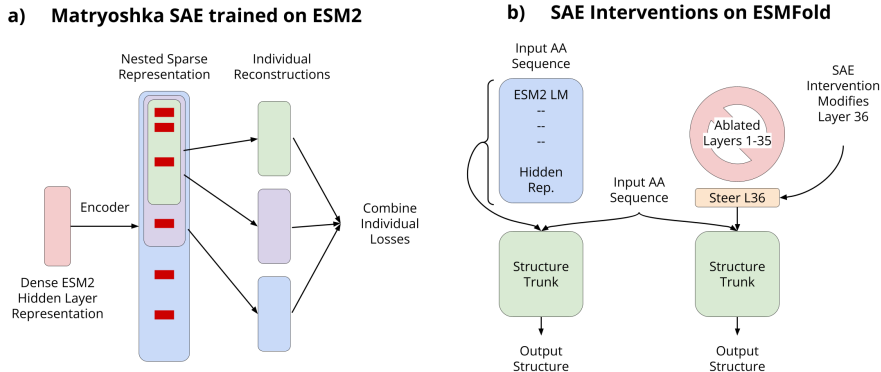 a) Matryoshka SAE trained on ESM2
Nested Sparse
Representation
Individual
Reconstructions
Encoder
Dense ESM2
Hidden Layer
Representation
Combine
Individual
Losses
b) SAE Interventions on ESMFold
Input AA
Sequence
ESM2 LM
--
--
--
Hidden
Rep.
Ablated
Layers 1-35
SAE
Intervention
Modifies
Layer 36
Input AA
Sequence
Steer L36
Structure
Trunk
Structure
Trunk
Output
Structure
Output
Structure